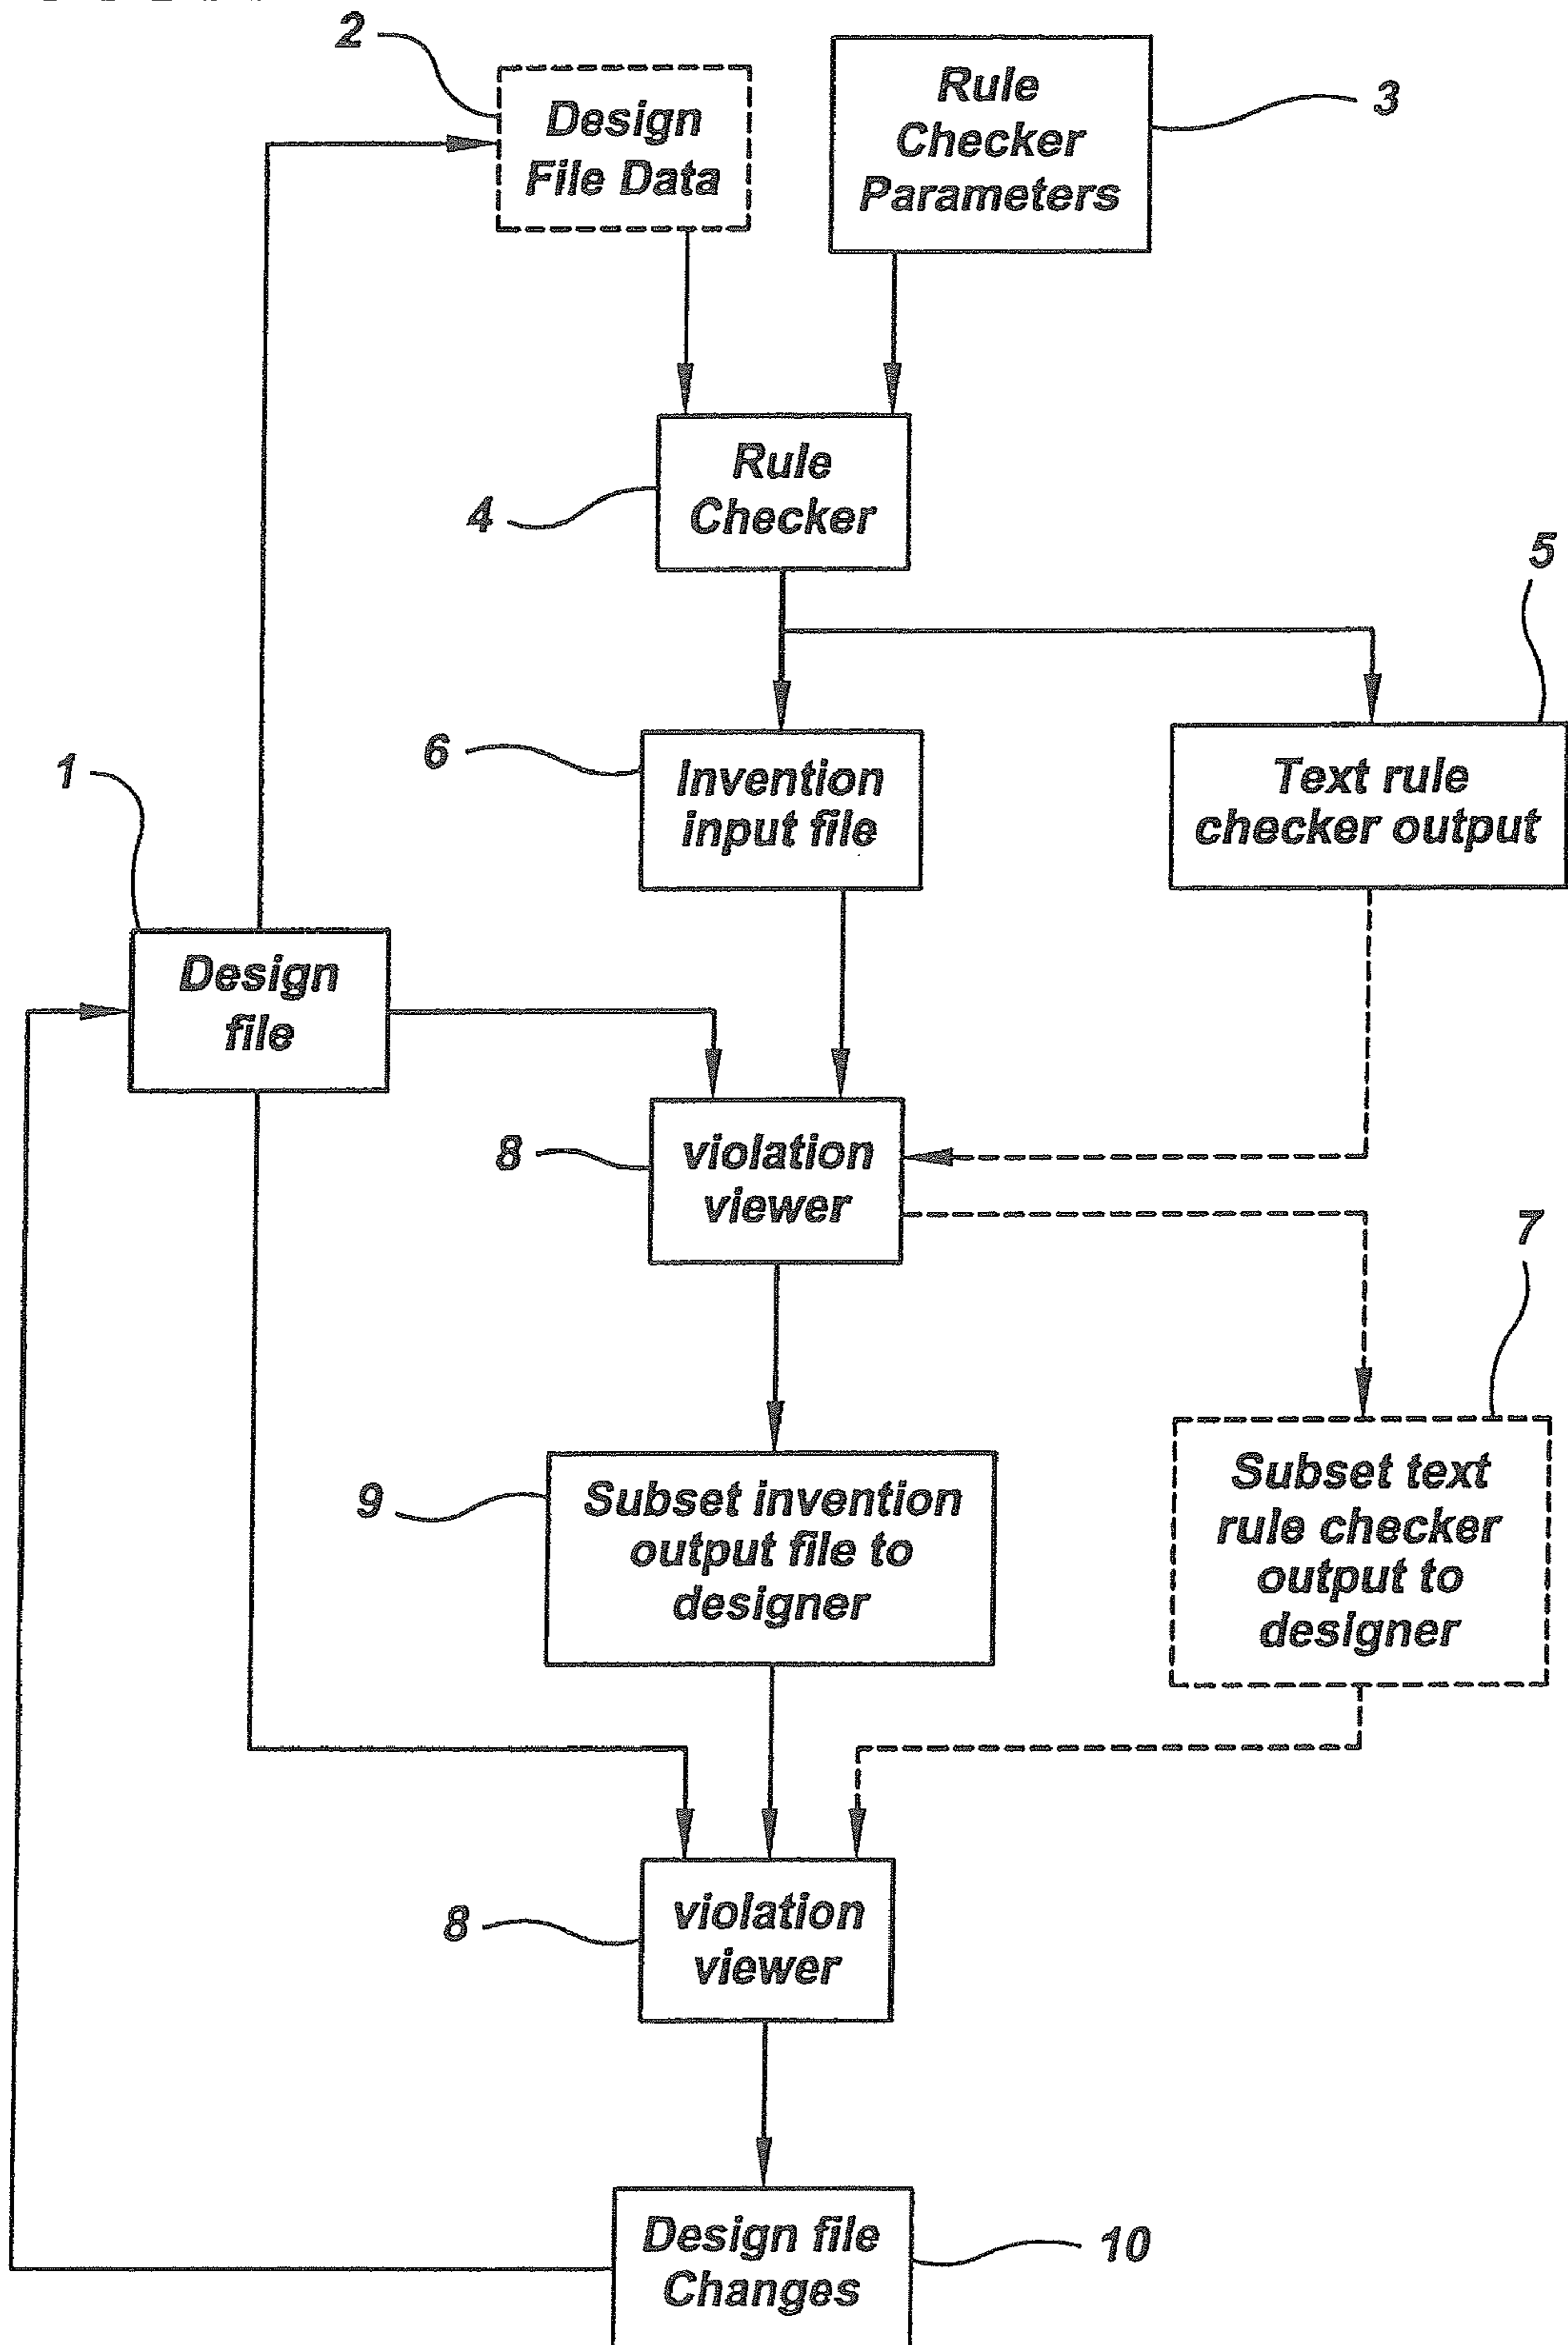 2
Design
File Data
Rule
Checker
Parameters
3
Rule
Checker
4
5
6
Invention
input file
Text rule
checker output
1
Design
file
8
violation
viewer
7
9
Subset invention
output file to
designer
Subset text
rule checker
output to
designer
8
violation
viewer
Design file
Changes
10